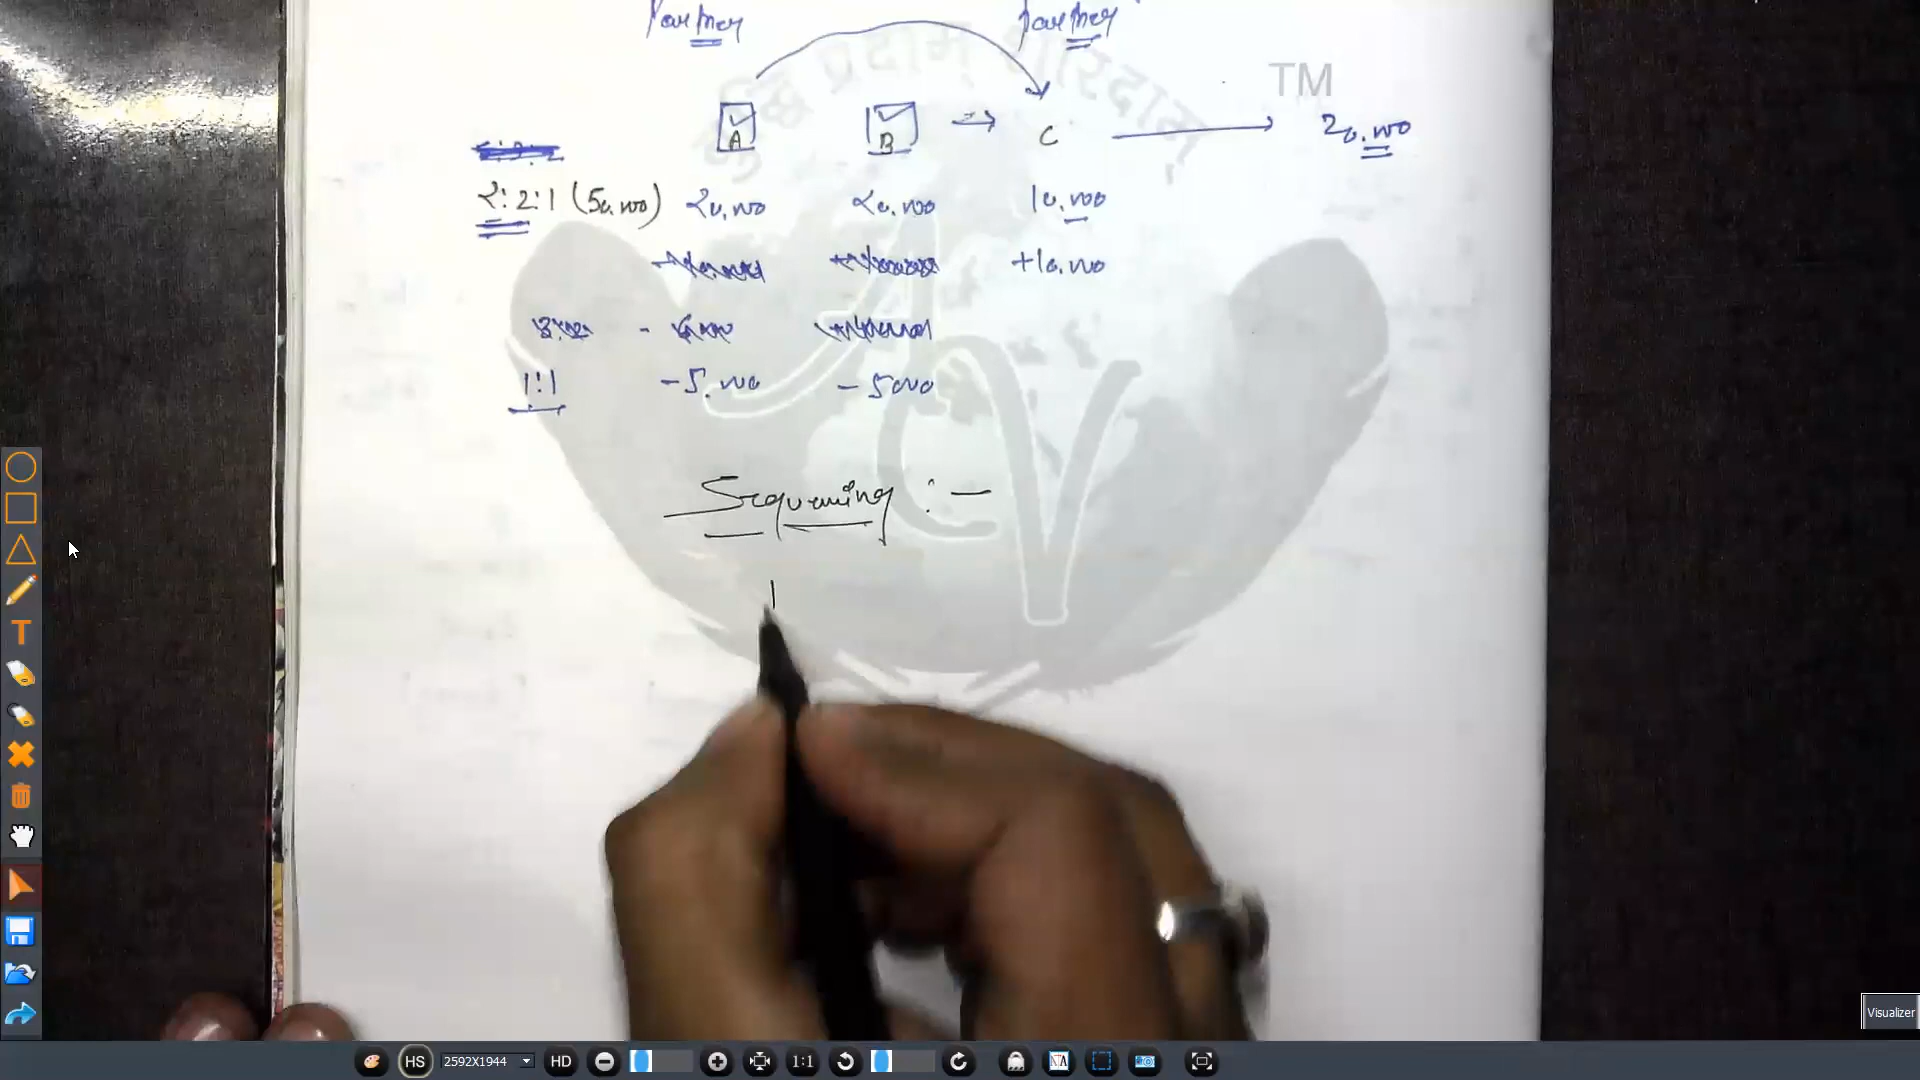 Partner Partner
TM
A B → C → 20.000
2:2:1 (50.000) 20.000 20.000 10.000
+10.000
1:1 -5.000 -5000
Sequencing :-
1
T
Visualizer
HS 2592X1944 HD 1:1